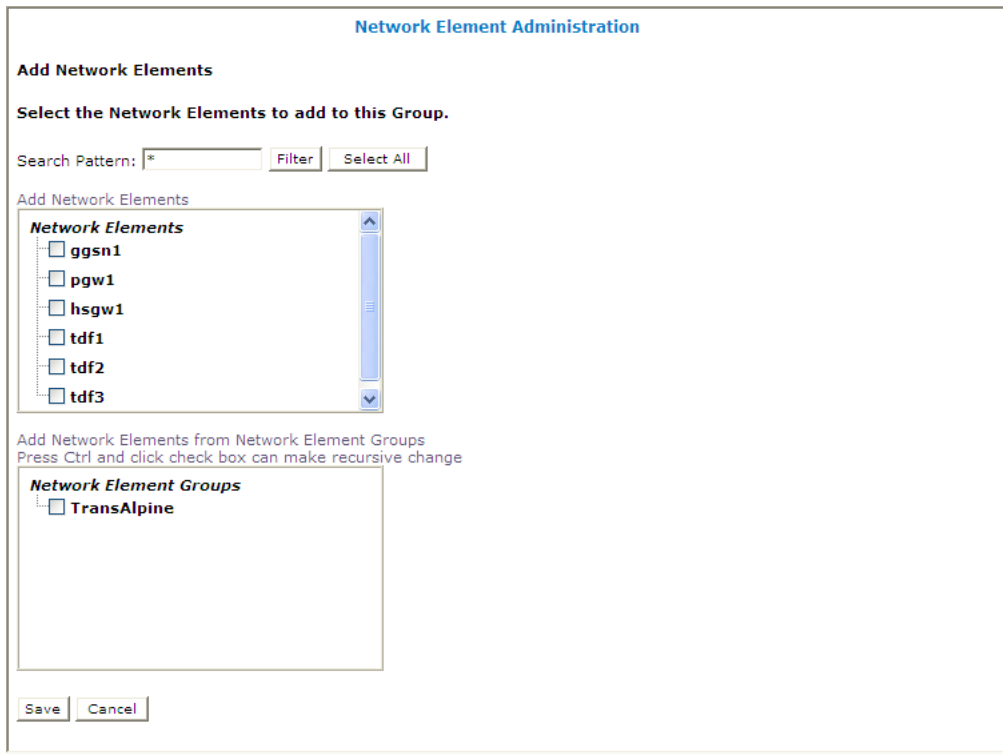 Network Element Administration
Add Network Elements
Select the Network Elements to add to this Group.
Search Pattern: * Filter Select All
Add Network Elements
Network Elements
ggsn1
pgw1
hsgw1
tdf1
tdf2
tdf3
Add Network Elements from Network Element Groups
Press Ctrl and click check box can make recursive change
Network Element Groups
TransAlpine
Save Cancel